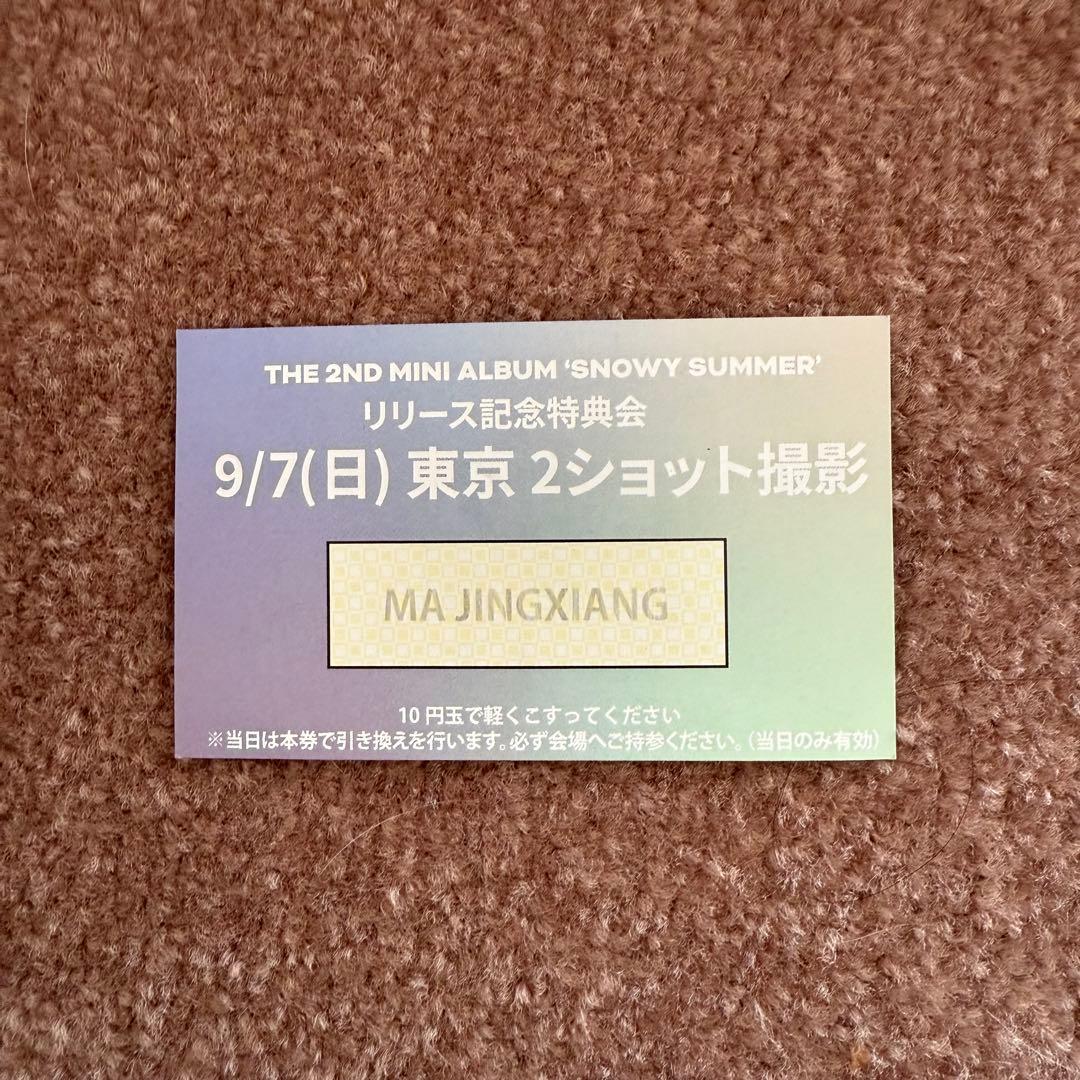 THE 2ND MINI ALBUM ‘SNOWY SUMMER’
リリース記念特典会
9/7(日) 東京 2ショット撮影
MA JINGXIANG
10 円玉で軽くこすってください
※当日は本券で引き換えを行います。必ず会場へご持参ください。(当日のみ有効)